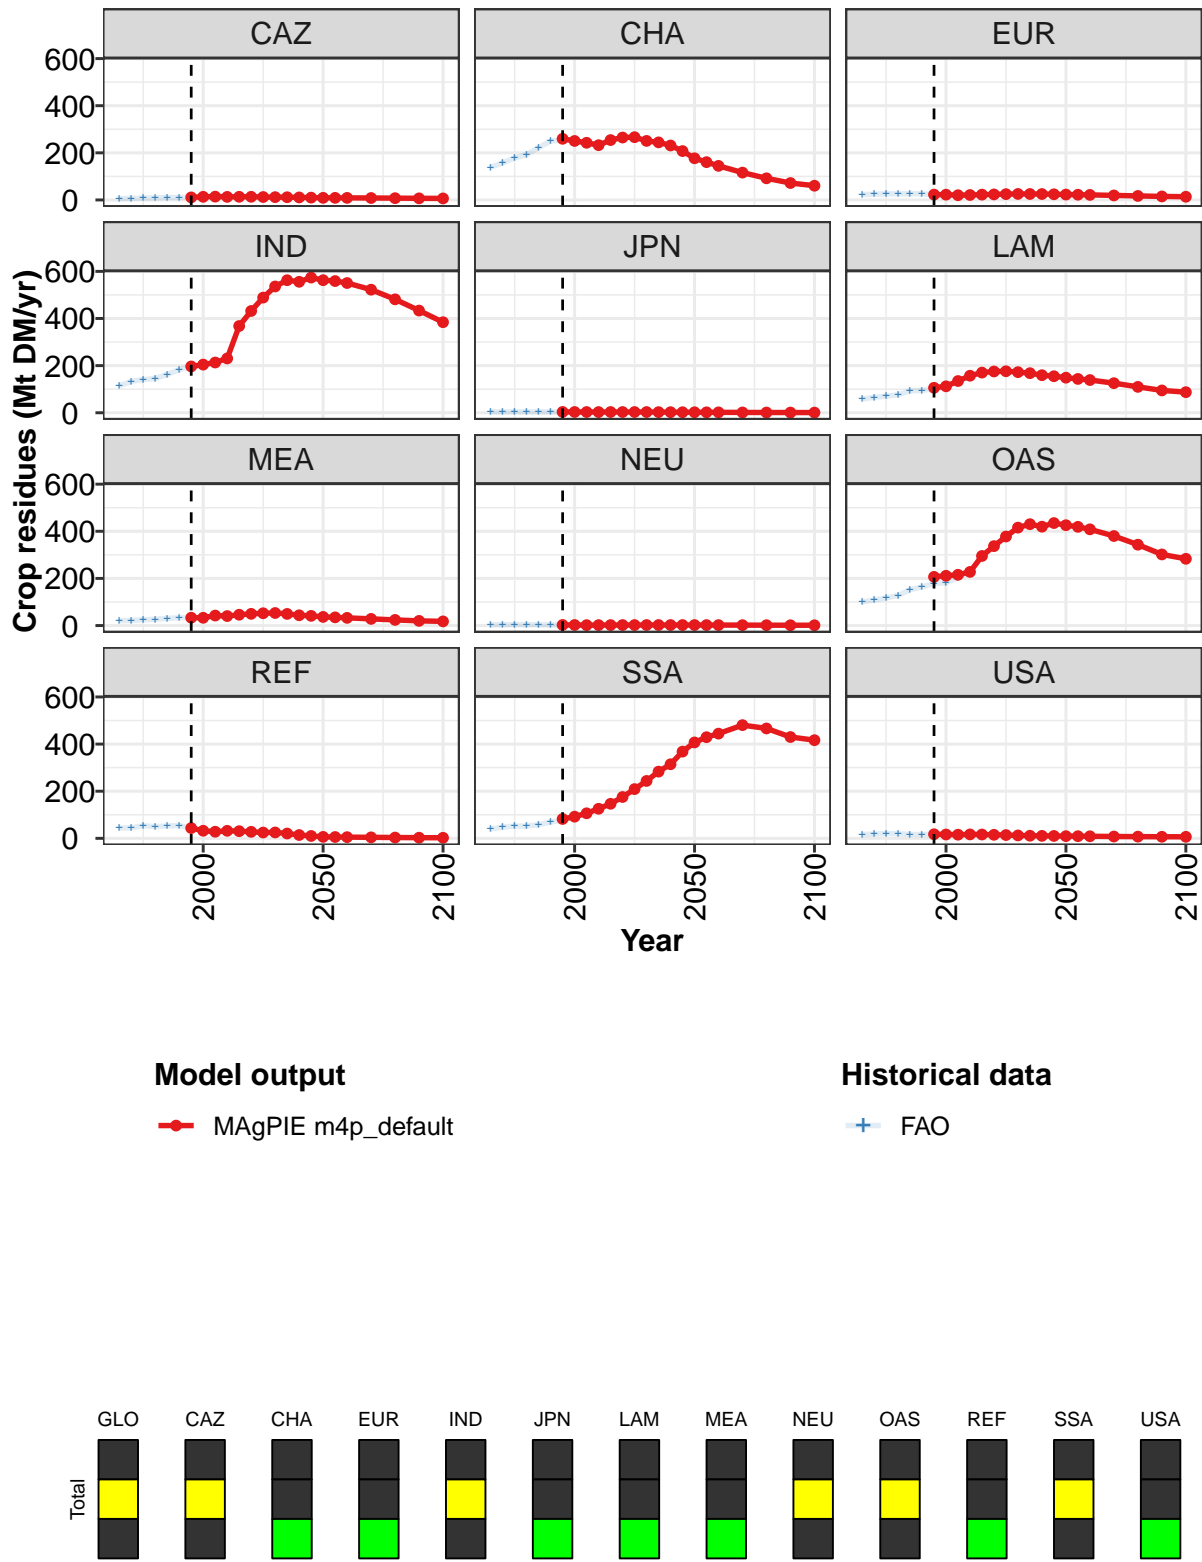 CAZ CHA EUR
600
400
200
0
IND JPN LAM
600
400
200
0
MEA NEU OAS
600
400
200
0
REF SSA USA
600
400
200
0
Crop residues (Mt DM/yr)
2000 2050 2100 2000 2050 2100 2000 2050 2100
Year
Model output Historical data
MAgPIE m4p_default FAO
GLO CAZ CHA EUR IND JPN LAM MEA NEU OAS REF SSA USA
Total